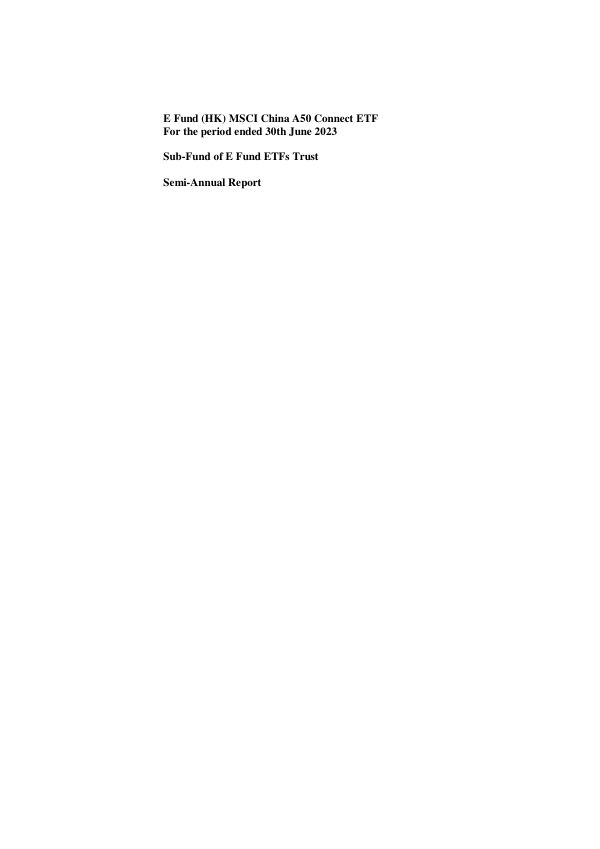 E Fund (HK) MSCI China A50 Connect ETF
For the period ended 30th June 2023
Sub-Fund of E Fund ETFs Trust
Semi-Annual Report